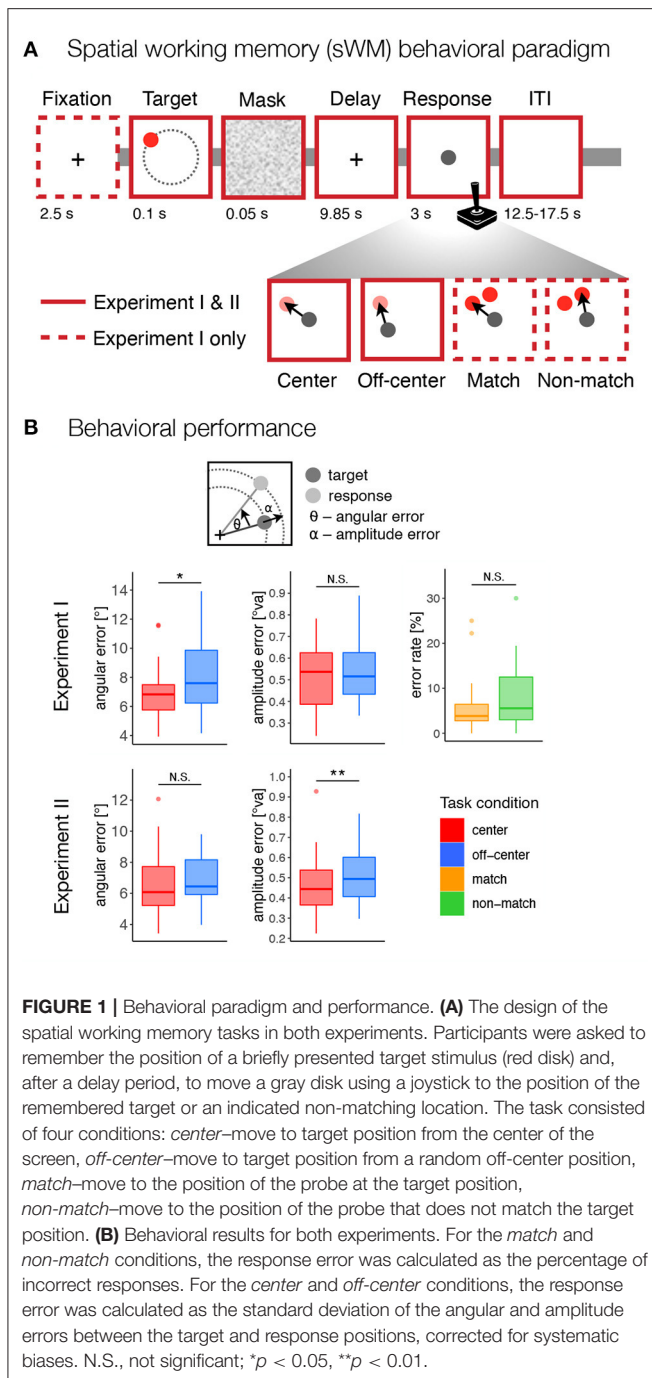 A Spatial working memory (sWM) behavioral paradigm
Fixation Target Mask Delay Response ITI
+ +
2.5 s 0.1 s 0.05 s 9.85 s 3 s 12.5-17.5 s
Experiment I & II
Experiment I only
Center Off-center Match Non-match
B Behavioral performance
target
response
θ – angular error
α – amplitude error
α
θ
+
Experiment I
angular error [°]
14
12
10
8
6
4
*
amplitude error [°va]
0.9
0.8
0.7
0.6
0.5
0.4
0.3
N.S.
error rate [%]
30
20
10
0
N.S.
Experiment II
angular error [°]
12
10
8
6
4
N.S.
amplitude error [°va]
1.0
0.9
0.8
0.7
0.6
0.5
0.4
0.3
0.2
**
Task condition
center
off-center
match
non-match
FIGURE 1 | Behavioral paradigm and performance. (A) The design of the
spatial working memory tasks in both experiments. Participants were asked to
remember the position of a briefly presented target stimulus (red disk) and,
after a delay period, to move a gray disk using a joystick to the position of the
remembered target or an indicated non-matching location. The task consisted
of four conditions: center–move to target position from the center of the
screen, off-center–move to target position from a random off-center position,
match–move to the position of the probe at the target position,
non-match–move to the position of the probe that does not match the target
position. (B) Behavioral results for both experiments. For the match and
non-match conditions, the response error was calculated as the percentage of
incorrect responses. For the center and off-center conditions, the response
error was calculated as the standard deviation of the angular and amplitude
errors between the target and response positions, corrected for systematic
biases. N.S., not significant; *p < 0.05, **p < 0.01.